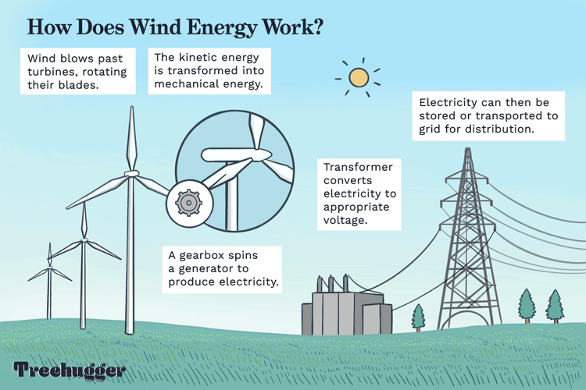 How Does Wind Energy Work?
Wind blows past
turbines, rotating
their blades.
The kinetic energy
is transformed into
mechanical energy.
Electricity can then be
stored or transported to
grid for distribution.
Transformer
converts
electricity to
appropriate
voltage.
A gearbox spins
a generator to
produce electricity.
Treehugger